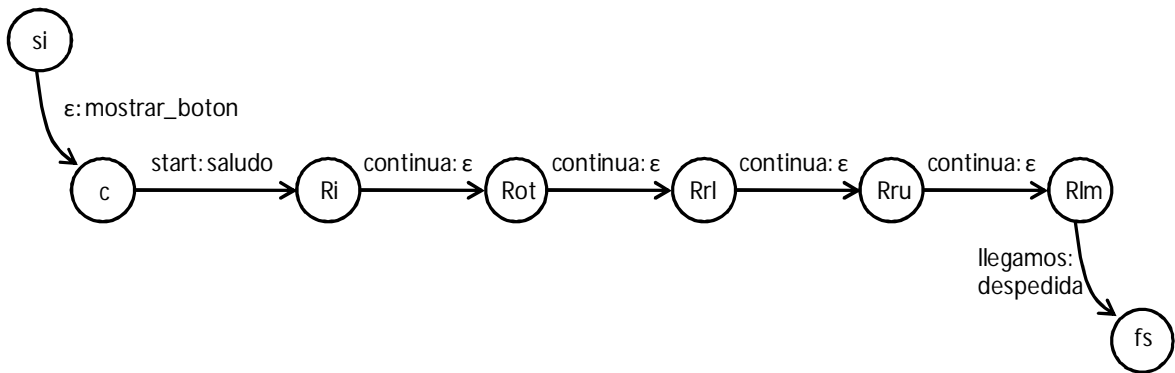 si
ε: mostrar_boton
start: saludo
continua: ε
continua: ε
continua: ε
continua: ε
c
Ri
Rot
Rrl
Rru
Rlm
llegamos:
despedida
fs